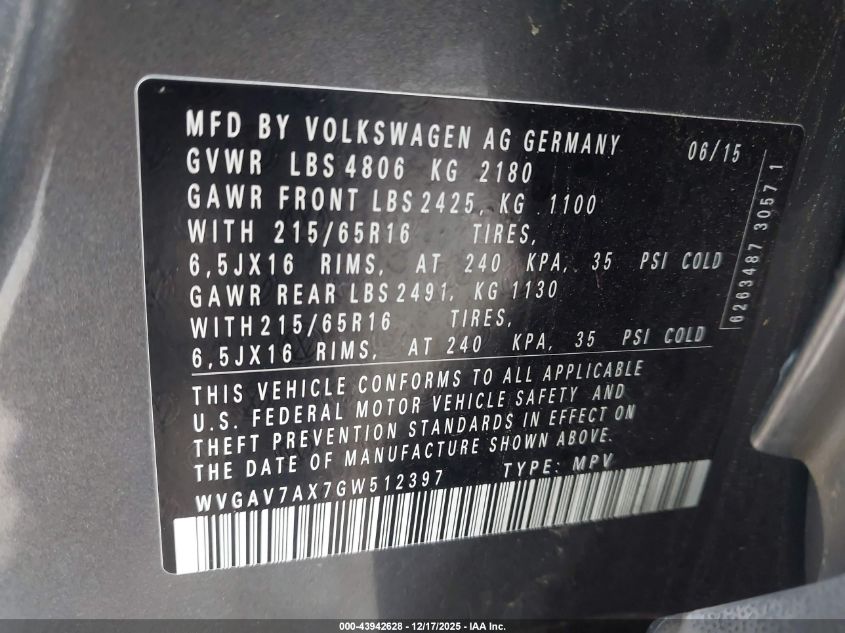 MFD BY VOLKSWAGEN AG GERMANY 06/15
GVWR LBS 4806 KG 2180
GAWR FRONT LBS 2425, KG 1100
WITH 215/65R16 TIRES,
6,5JX16 RIMS, AT 240 KPA, 35 PSI COLD
GAWR REAR LBS 2491, KG 1130
WITH 215/65R16 TIRES,
6,5JX16 RIMS, AT 240 KPA, 35 PSI COLD
6263487 3057 1
THIS VEHICLE CONFORMS TO ALL APPLICABLE
U.S. FEDERAL MOTOR VEHICLE SAFETY AND
THEFT PREVENTION STANDARDS IN EFFECT ON
THE DATE OF MANUFACTURE SHOWN ABOVE.
WVGAV7AX7GW512397 TYPE: MPV
000-43942628 - 12/17/2025 - IAA Inc.